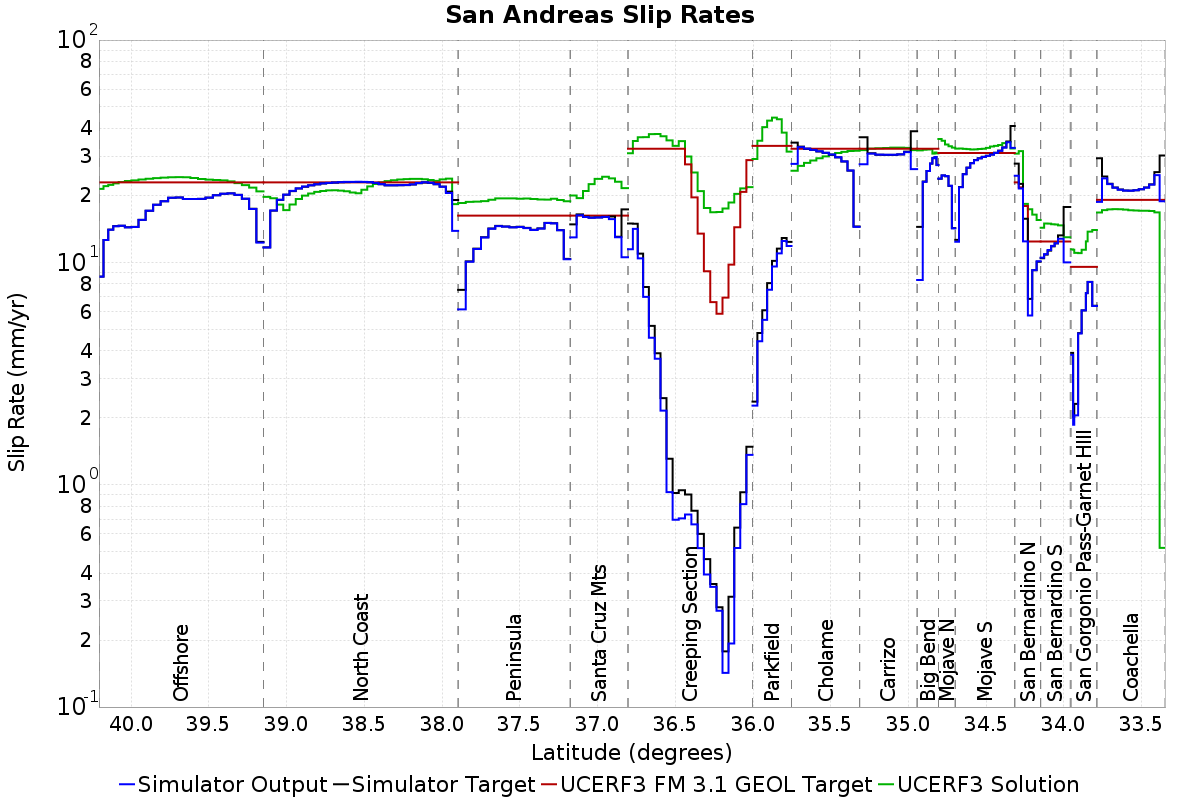 San Andreas Slip Rates
10^2
8
6
4
3
2
10^1
8
6
4
3
2
10^0
8
6
4
3
2
10^-1
Slip Rate (mm/yr)
Offshore
North Coast
Peninsula
Santa Cruz Mts
Creeping Section
Parkfield
Cholame
Carrizo
Big Bend
Mojave N
Mojave S
San Bernardino N
San Bernardino S
San Gorgonio Pass-Garnet HIll
Coachella
40.0 39.5 39.0 38.5 38.0 37.5 37.0 36.5 36.0 35.5 35.0 34.5 34.0 33.5
Latitude (degrees)
Simulator Output Simulator Target UCERF3 FM 3.1 GEOL Target UCERF3 Solution